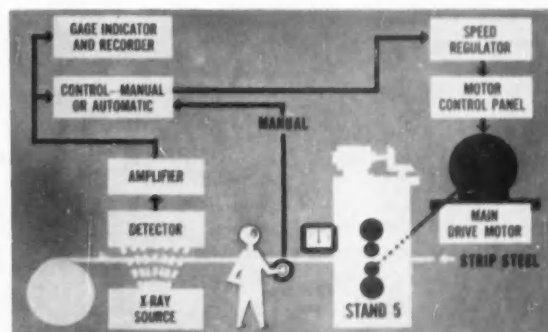 GAGE INDICATOR
AND RECORDER
SPEED
REGULATOR
CONTROL—MANUAL
OR AUTOMATIC
MOTOR
CONTROL PANEL
MANUAL
AMPLIFIER
DETECTOR
MAIN
DRIVE MOTOR
STRIP STEEL
X-RAY
SOURCE
STAND 5